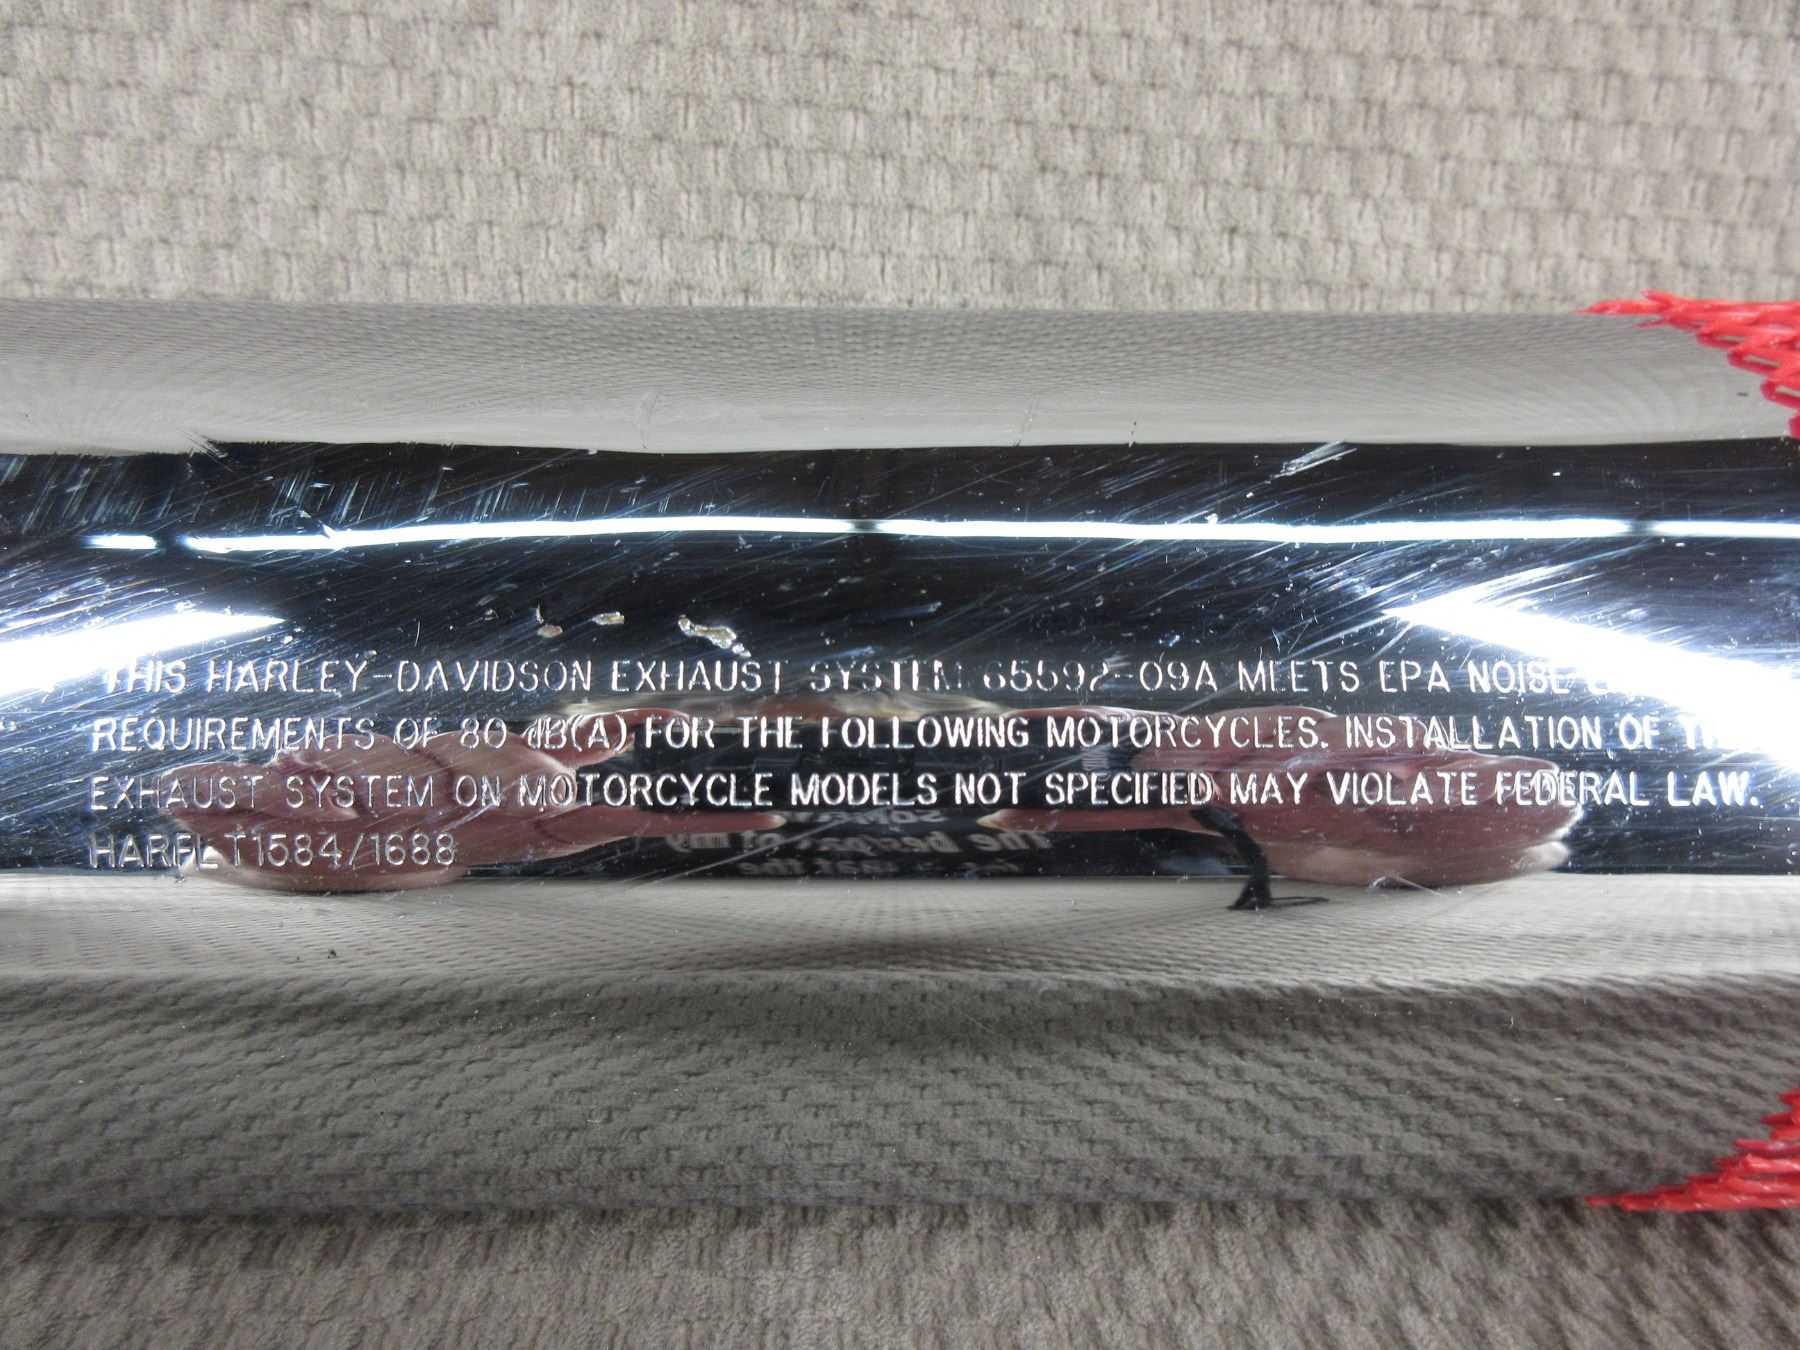 THIS HARLEY-DAVIDSON EXHAUST SYSTEM 65592-09A MEETS EPA NOISE
REQUIREMENTS OF 80 dB(A) FOR THE FOLLOWING MOTORCYCLES. INSTALLATION OF
EXHAUST SYSTEM ON MOTORCYCLE MODELS NOT SPECIFIED MAY VIOLATE FEDERAL LAW.
HARFLT1584/1688